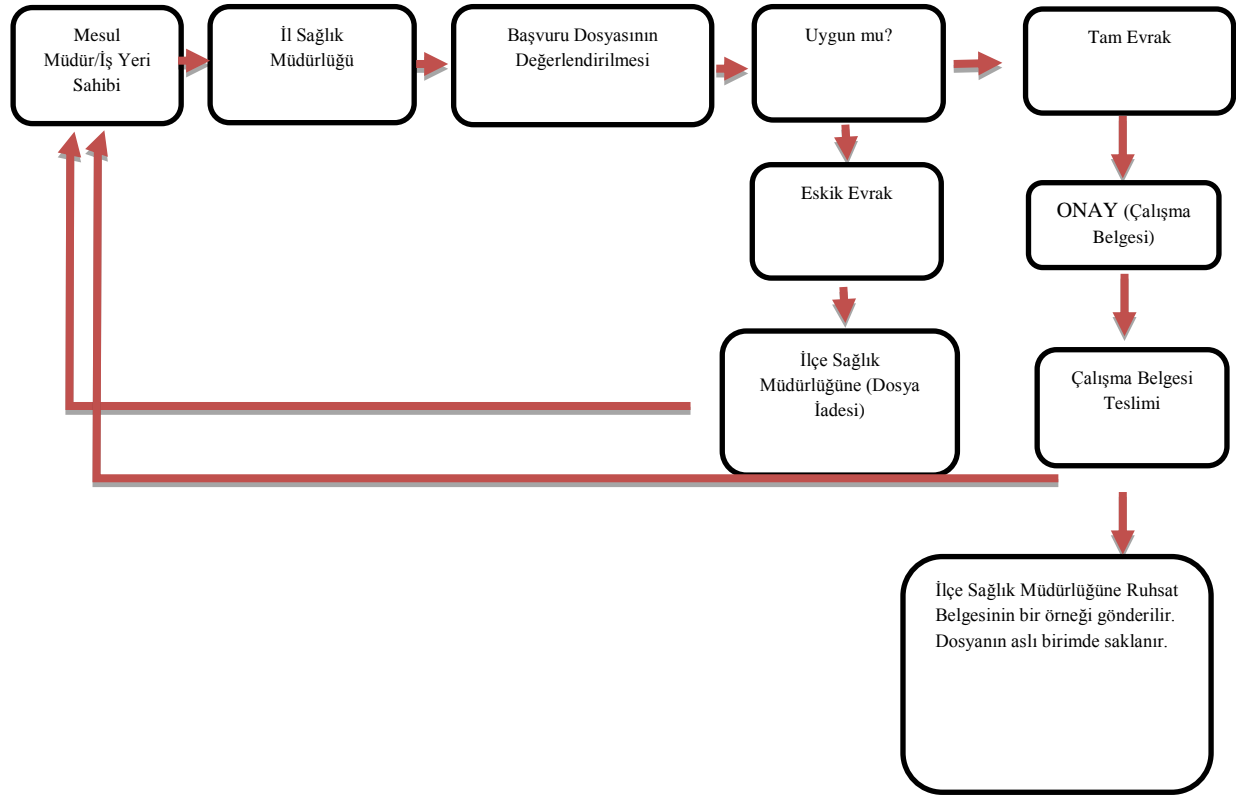 Mesul
Müdür/İş Yeri
Sahibi
İl Sağlık
Müdürlüğü
Başvuru Dosyasının
Değerlendirilmesi
Uygun mu?
Tam Evrak
Eskik Evrak
ONAY (Çalışma
Belgesi)
İlçe Sağlık
Müdürlüğüne (Dosya
İadesi)
Çalışma Belgesi
Teslimi
İlçe Sağlık Müdürlüğüne Ruhsat
Belgesinin bir örneği gönderilir.
Dosyanın aslı birimde saklanır.